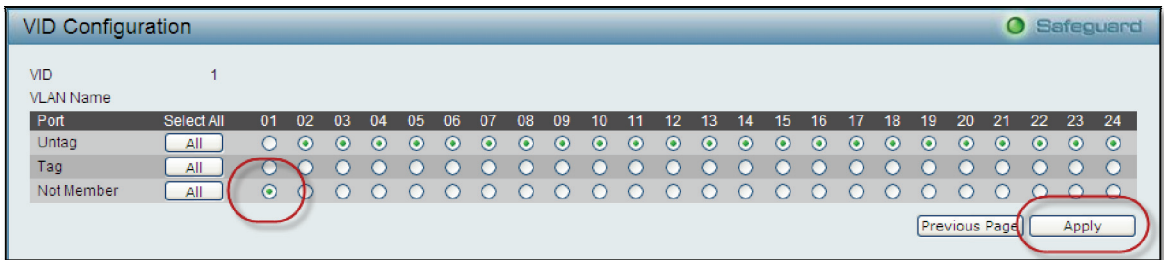 VID Configuration Safeguard
VID 1
VLAN Name
Port Select All 01 02 03 04 05 06 07 08 09 10 11 12 13 14 15 16 17 18 19 20 21 22 23 24
Untag All
Tag All
Not Member All
Previous Page Apply